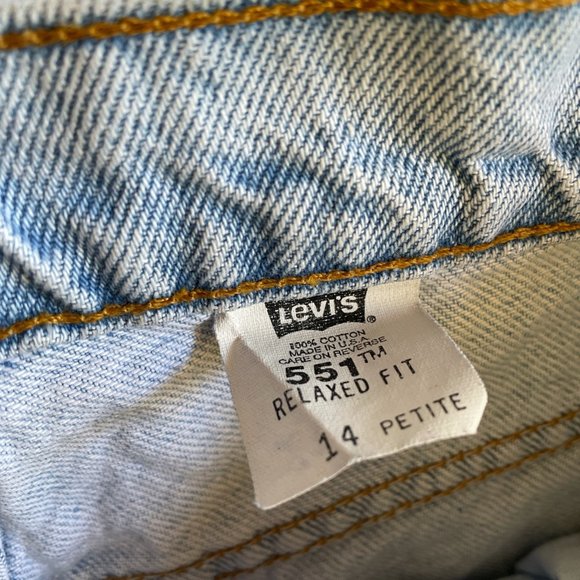 LEVI'S ®
100% COTTON
MADE IN U.S.A.
CARE ON REVERSE
551™
RELAXED FIT
14 PETITE